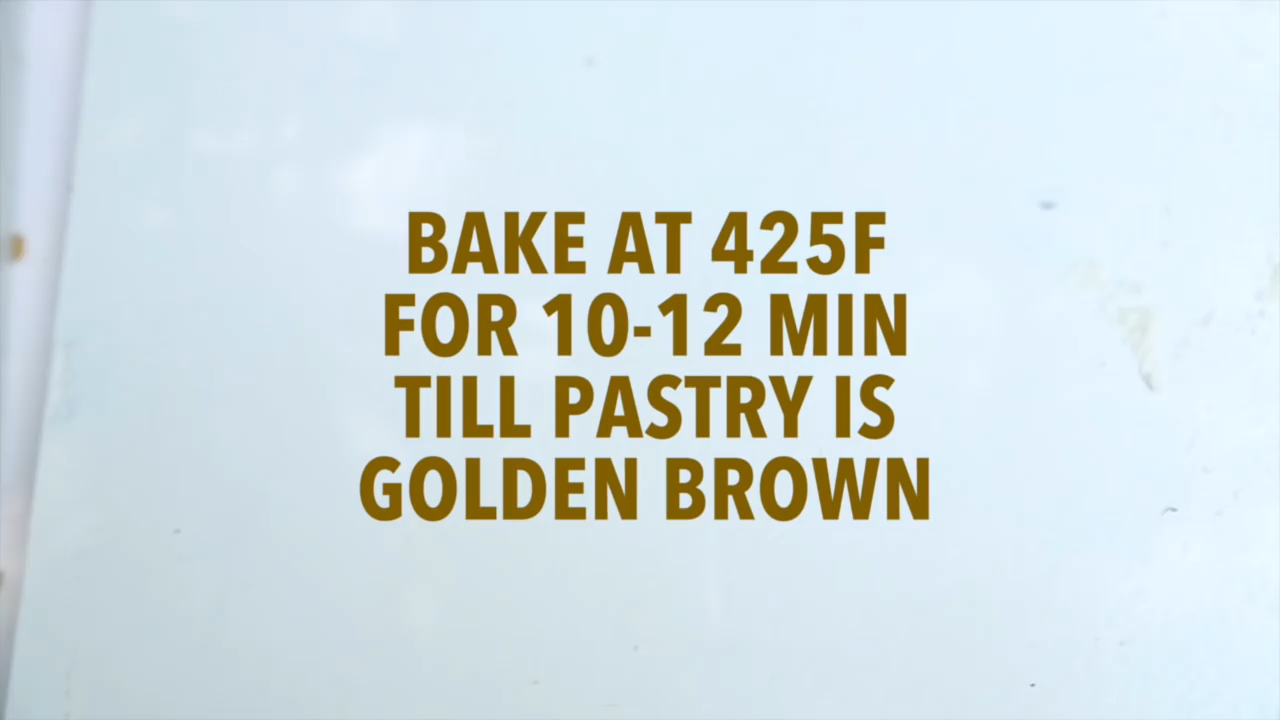 BAKE AT 425F
FOR 10-12 MIN
TILL PASTRY IS
GOLDEN BROWN